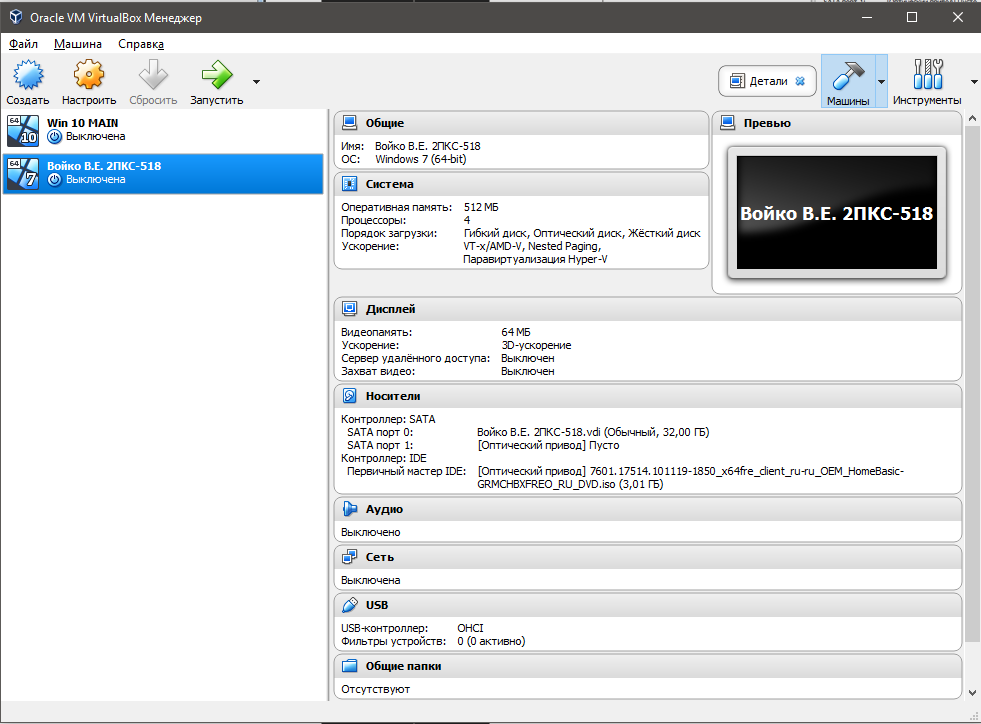 Oracle VM VirtualBox Менеджер
Файл Машина Справка
Создать Настроить Сбросить Запустить Детали Машины Инструменты
64 10 Win 10 MAIN
Выключена
64 7 Войко В.Е. 2ПКС-518
Выключена
Общие
Имя: Войко В.Е. 2ПКС-518
ОС: Windows 7 (64-bit)
Система
Оперативная память: 512 МБ
Процессоры: 4
Порядок загрузки: Гибкий диск, Оптический диск, Жёсткий диск
Ускорение: VT-x/AMD-V, Nested Paging,
Паравиртуализация Hyper-V
Превью
Войко В.Е. 2ПКС-518
Дисплей
Видеопамять: 64 МБ
Ускорение: 3D-ускорение
Сервер удалённого доступа: Выключен
Захват видео: Выключен
Носители
Контроллер: SATA
SATA порт 0: Войко В.Е. 2ПКС-518.vdi (Обычный, 32,00 ГБ)
SATA порт 1: [Оптический привод] Пусто
Контроллер: IDE
Первичный мастер IDE: [Оптический привод] 7601.17514.101119-1850_x64fre_client_ru-ru_OEM_HomeBasic-
GRMCHBXFREO_RU_DVD.iso (3,01 ГБ)
Аудио
Выключено
Сеть
Выключена
USB
USB-контроллер: OHCI
Фильтры устройств: 0 (0 активно)
Общие папки
Отсутствуют